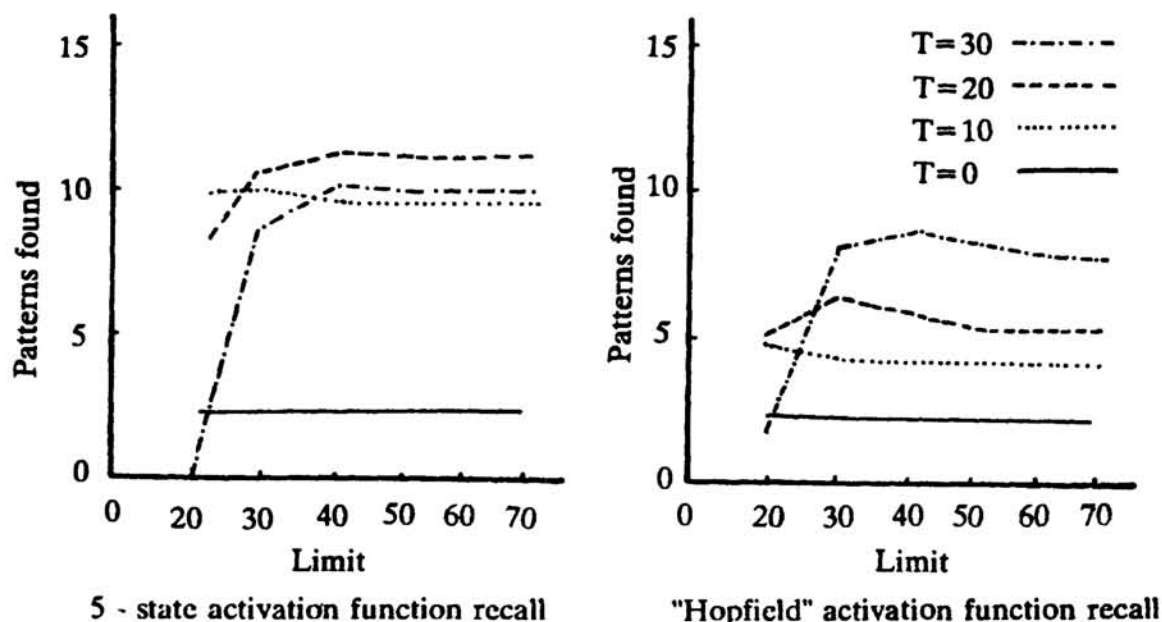 15
10
5
0
Patterns found
0 20 30 40 50 60 70
Limit
5 - state activation function recall
15
10
5
0
Patterns found
T=30
T=20
T=10
T=0
0 20 30 40 50 60 70
Limit
"Hopfield" activation function recall